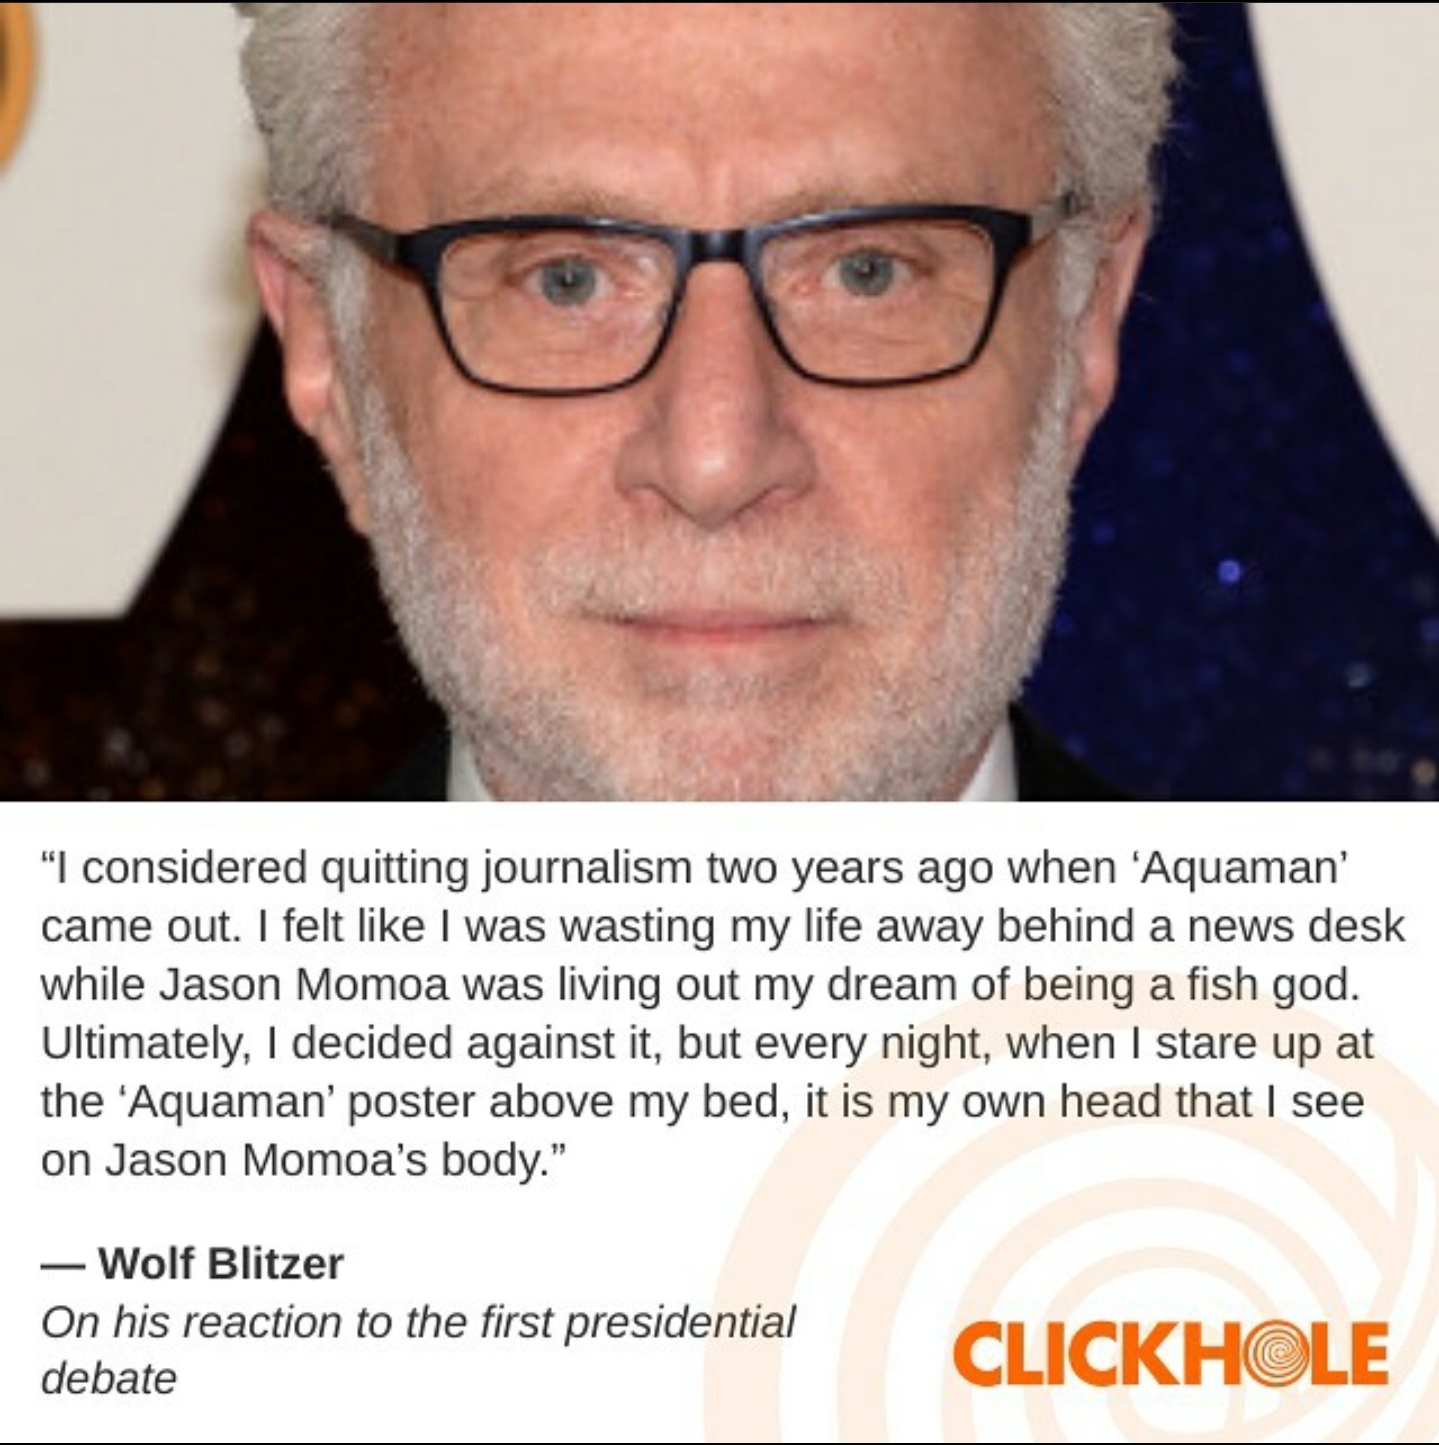 “I considered quitting journalism two years ago when ‘Aquaman’
came out. I felt like I was wasting my life away behind a news desk
while Jason Momoa was living out my dream of being a fish god.
Ultimately, I decided against it, but every night, when I stare up at
the ‘Aquaman’ poster above my bed, it is my own head that I see
on Jason Momoa’s body.”
— Wolf Blitzer
On his reaction to the first presidential
debate
CLICKHOLE